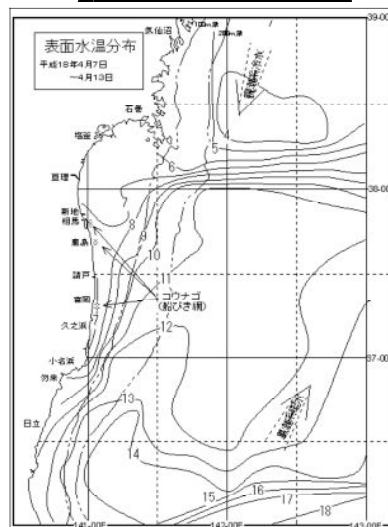 表面水温分布
平成18年4月7日
～4月13日
気仙沼
100m深
200m深
39-00
石巻
塩釜
亘理
新地
相馬
鹿島
請戸
富岡
久之浜
小名浜
勿来
日立
コウナゴ
(船びき網)
4
5
6
38-00
8
9
10
11
12
37-00
7
13
14
15
16
17
18
141-00E
142-00E
143-00E